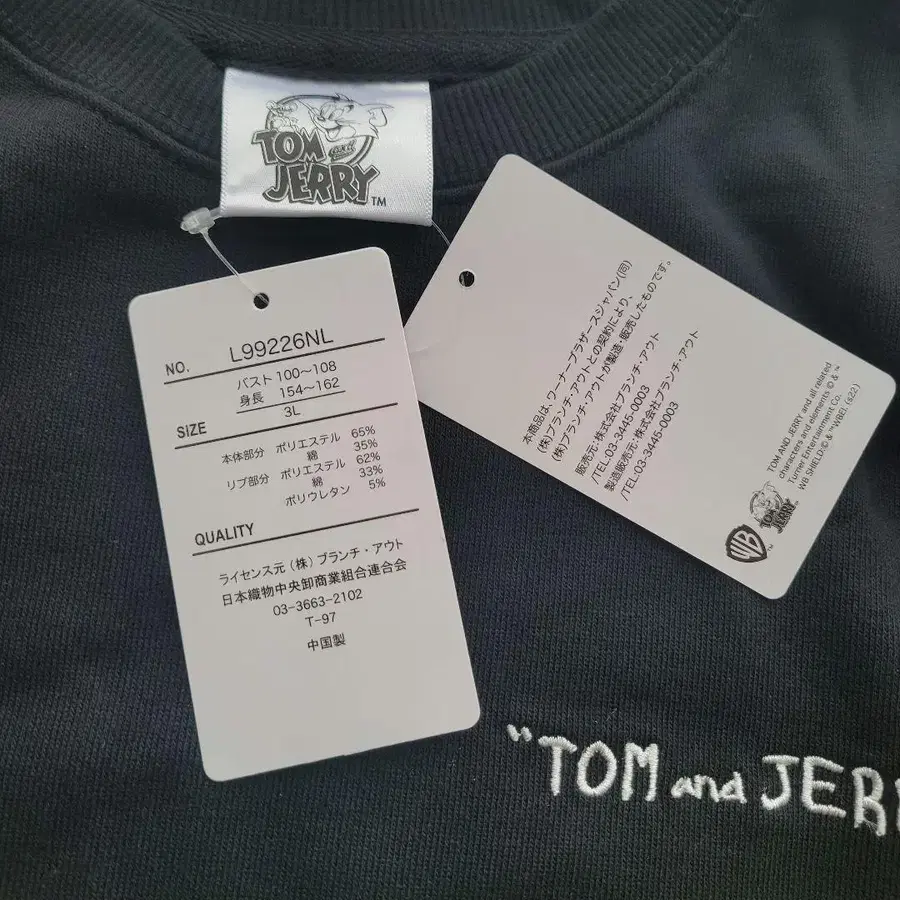 TOM
and
JERRY
TM
NO. L99226NL
バスト 100～108
身長 154～162
3L
SIZE
本体部分 ポリエステル 65%
綿 35%
リブ部分 ポリエステル 62%
綿 33%
ポリウレタン 5%
QUALITY
ライセンス元 (株) ブランチ・アウト
日本織物中央卸商業組合連合会
03-3663-2102
T-97
中国製
本商品は、ワーナーブラザースジャパン(同)
(株)ブランチ・アウトとの契約により、
(株)ブランチ・アウトが製造・販売したものです。
販売元:株式会社ブランチ・アウト
/TEL:03-3445-0003
製造販売元:株式会社ブランチ・アウト
/TEL:03-3445-0003
TOM AND JERRY and all related
characters and elements © & ™
Turner Entertainment Co.
WB SHIELD: © & ™ WBEI. (s22)
WB
TM
TOM
JERRY
"TOM and JER